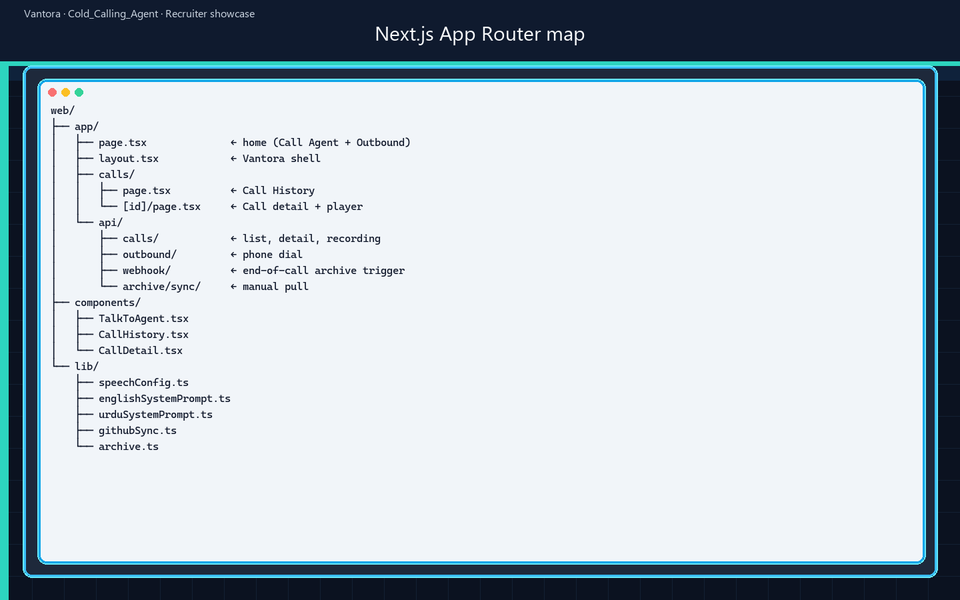 Vantora · Cold_Calling_Agent · Recruiter showcase
Next.js App Router map
web/
├── app/
│   ├── page.tsx              ← home (Call Agent + Outbound)
│   ├── layout.tsx            ← Vantora shell
│   ├── calls/
│   │   ├── page.tsx          ← Call History
│   │   └── [id]/page.tsx     ← Call detail + player
│   └── api/
│       ├── calls/            ← list, detail, recording
│       ├── outbound/         ← phone dial
│       ├── webhook/          ← end-of-call archive trigger
│       └── archive/sync/     ← manual pull
├── components/
│   ├── TalkToAgent.tsx
│   ├── CallHistory.tsx
│   └── CallDetail.tsx
└── lib/
    ├── speechConfig.ts
    ├── englishSystemPrompt.ts
    ├── urduSystemPrompt.ts
    ├── githubSync.ts
    └── archive.ts